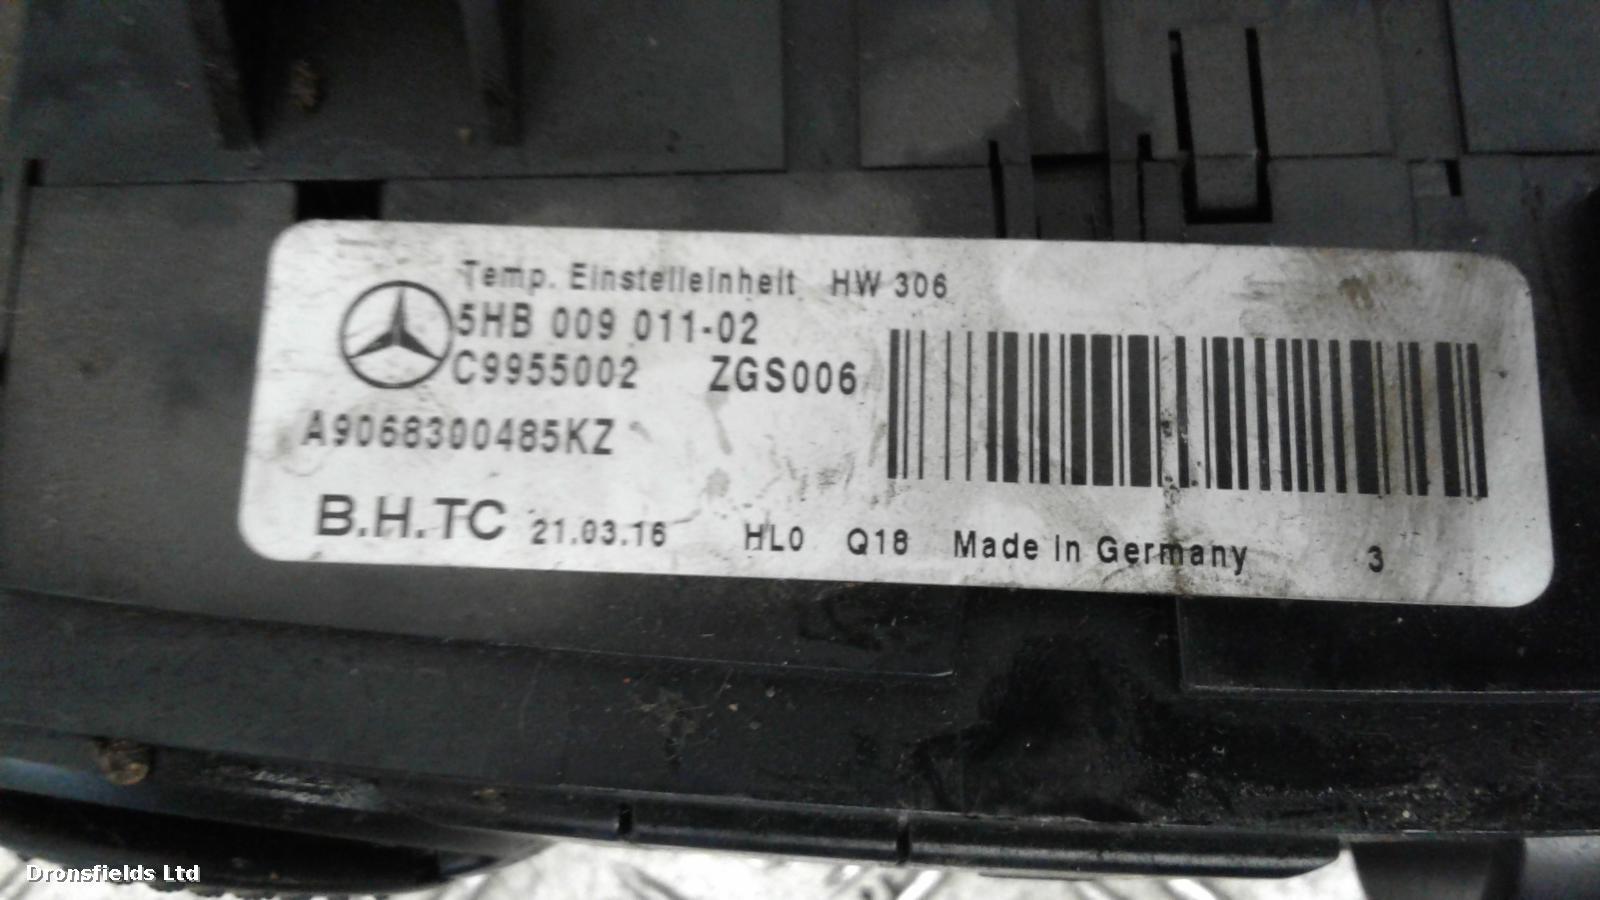 Temp. Einstelleinheit HW 306
5HB 009 011-02
C9955002 ZGS006
A9068300485KZ
B.H.TC 21.03.16 HL0 Q18 Made in Germany 3
Dronsfields Ltd